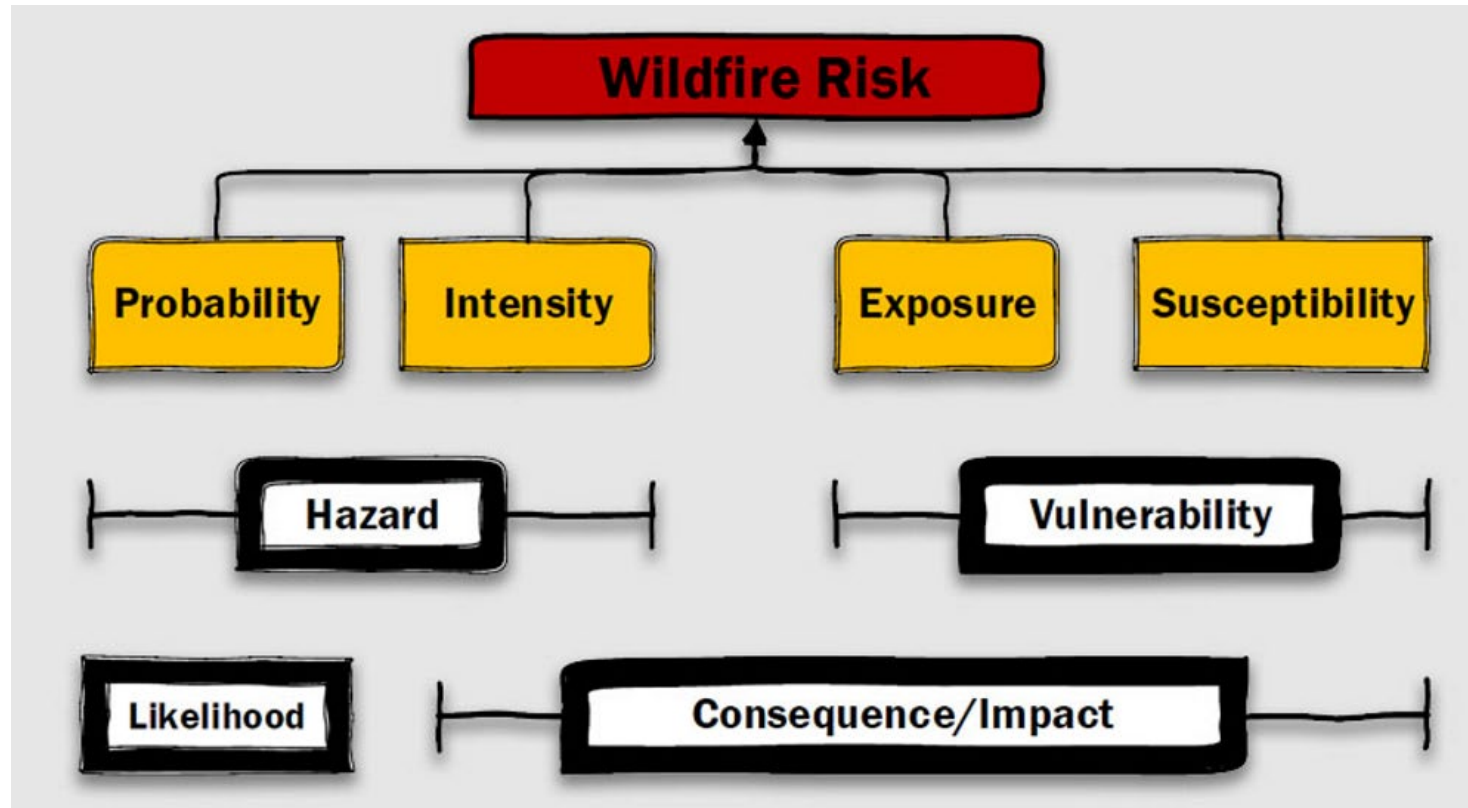 Wildfire Risk
Probability
Intensity
Exposure
Susceptibility
Hazard
Vulnerability
Likelihood
Consequence/Impact